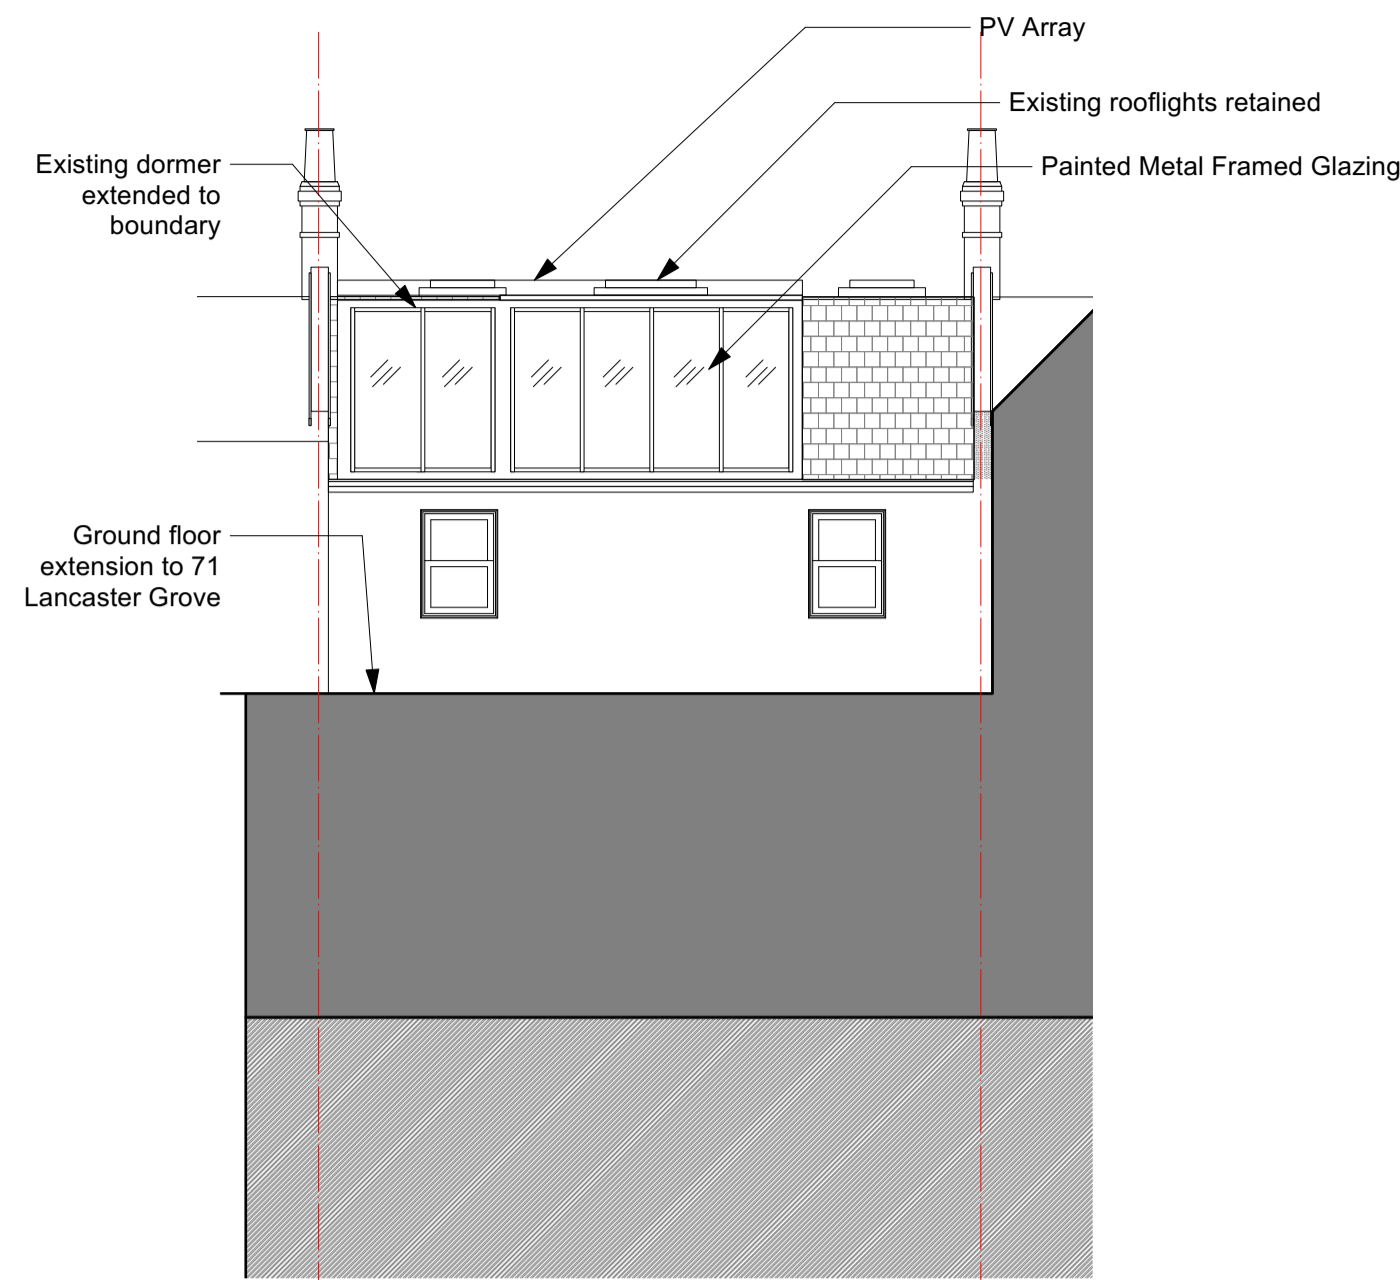 PV Array
Existing rooflights retained
Painted Metal Framed Glazing
Existing dormer
extended to
boundary
Ground floor
extension to 71
Lancaster Grove